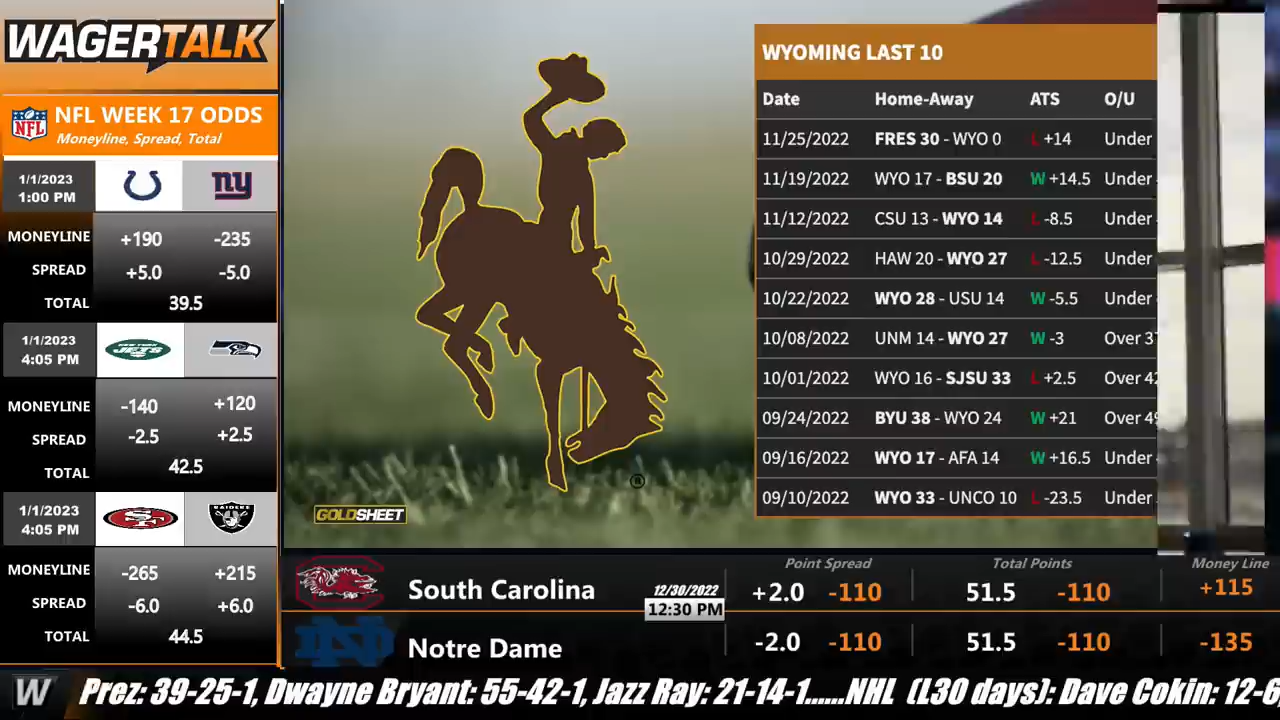 WAGERTALK
NFL NFL WEEK 17 ODDS
Moneyline, Spread, Total
1/1/2023
1:00 PM
ny
MONEYLINE +190 -235
SPREAD +5.0 -5.0
TOTAL 39.5
1/1/2023
4:05 PM
JETS
MONEYLINE -140 +120
SPREAD -2.5 +2.5
TOTAL 42.5
1/1/2023
4:05 PM
SF RAIDERS
MONEYLINE -265 +215
SPREAD -6.0 +6.0
TOTAL 44.5
WYOMING LAST 10
Date Home-Away ATS O/U
11/25/2022 FRES 30 - WYO 0 L +14 Under
11/19/2022 WYO 17 - BSU 20 W +14.5 Under
11/12/2022 CSU 13 - WYO 14 L -8.5 Under
10/29/2022 HAW 20 - WYO 27 L -12.5 Under
10/22/2022 WYO 28 - USU 14 W -5.5 Under
10/08/2022 UNM 14 - WYO 27 W -3 Over 37
10/01/2022 WYO 16 - SJSU 33 L +2.5 Over 42
09/24/2022 BYU 38 - WYO 24 W +21 Over 49
09/16/2022 WYO 17 - AFA 14 W +16.5 Under
09/10/2022 WYO 33 - UNCO 10 L -23.5 Under
®
GOLDSHEET
Point Spread Total Points Money Line
South Carolina 12/30/2022 +2.0 -110 51.5 -110 +115
12:30 PM
ND Notre Dame -2.0 -110 51.5 -110 -135
W Prez: 39-25-1, Dwayne Bryant: 55-42-1, Jazz Ray: 21-14-1......NHL (L30 days): Dave Cokin: 12-6